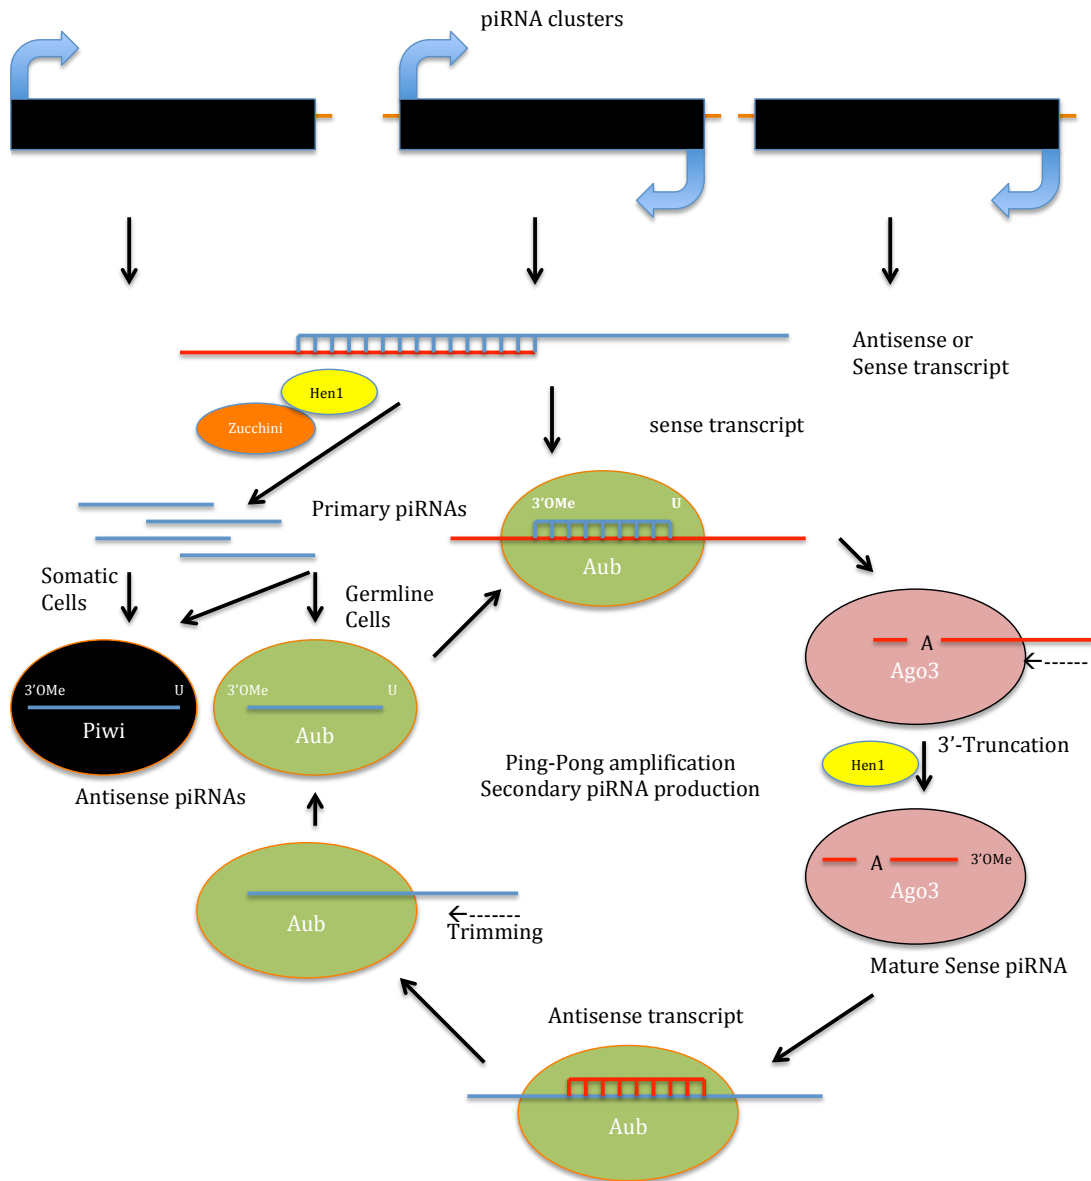 piRNA clusters
Antisense or
Sense transcript
Hen1
Zucchini
sense transcript
Primary piRNAs
3’OMe U
Aub
Somatic
Cells
Germline
Cells
A
Ago3
3’OMe U
Piwi
3’OMe U
Aub
3’-Truncation
Hen1
Ping-Pong amplification
Secondary piRNA production
Antisense piRNAs
A 3’OMe
Ago3
Aub
Trimming
Mature Sense piRNA
Antisense transcript
Aub